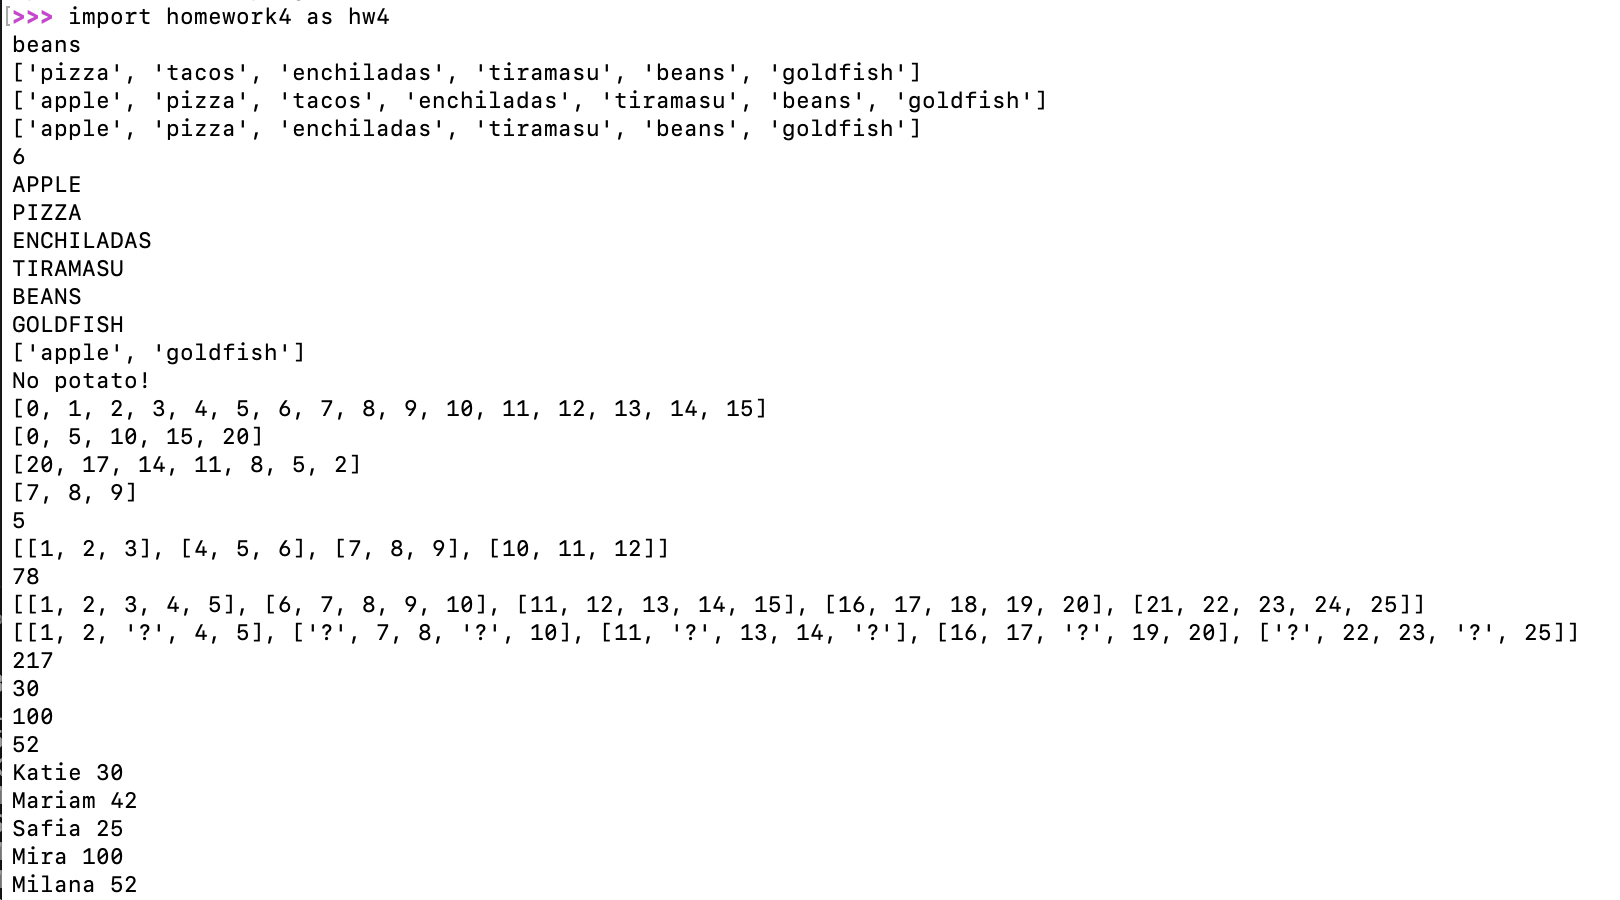 [>>> import homework4 as hw4
beans
['pizza', 'tacos', 'enchiladas', 'tiramasu', 'beans', 'goldfish']
['apple', 'pizza', 'tacos', 'enchiladas', 'tiramasu', 'beans', 'goldfish']
['apple', 'pizza', 'enchiladas', 'tiramasu', 'beans', 'goldfish']
6
APPLE
PIZZA
ENCHILADAS
TIRAMASU
BEANS
GOLDFISH
['apple', 'goldfish']
No potato!
[0, 1, 2, 3, 4, 5, 6, 7, 8, 9, 10, 11, 12, 13, 14, 15]
[0, 5, 10, 15, 20]
[20, 17, 14, 11, 8, 5, 2]
[7, 8, 9]
5
[[1, 2, 3], [4, 5, 6], [7, 8, 9], [10, 11, 12]]
78
[[1, 2, 3, 4, 5], [6, 7, 8, 9, 10], [11, 12, 13, 14, 15], [16, 17, 18, 19, 20], [21, 22, 23, 24, 25]]
[[1, 2, '?', 4, 5], ['?', 7, 8, '?', 10], [11, '?', 13, 14, '?'], [16, 17, '?', 19, 20], ['?', 22, 23, '?', 25]]
217
30
100
52
Katie 30
Mariam 42
Safia 25
Mira 100
Milana 52